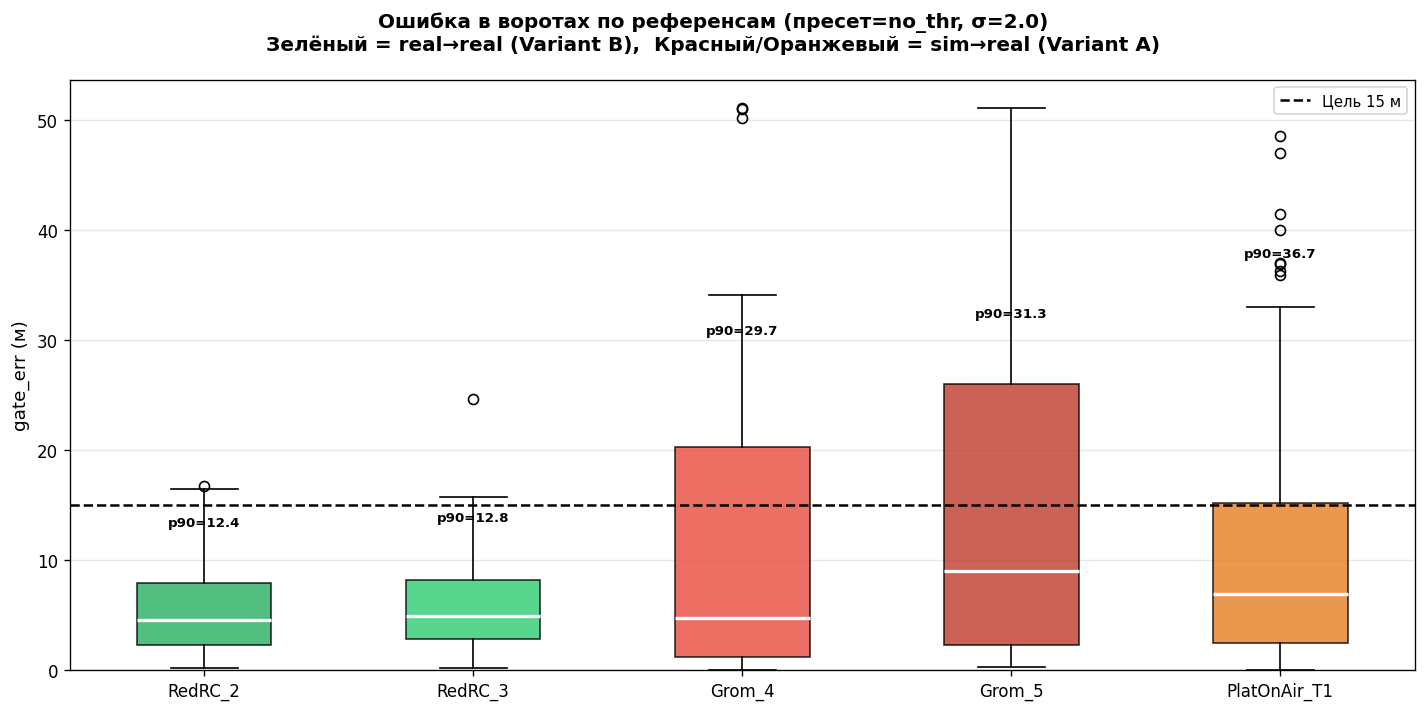 Ошибка в воротах по референсам (пресет=no_thr, σ=2.0)
Зелёный = real→real (Variant B),  Красный/Оранжевый = sim→real (Variant A)
Цель 15 м
gate_err (м)
50
40
30
20
10
0
p90=12.4
p90=12.8
p90=29.7
p90=31.3
p90=36.7
RedRC_2
RedRC_3
Grom_4
Grom_5
PlatOnAir_T1